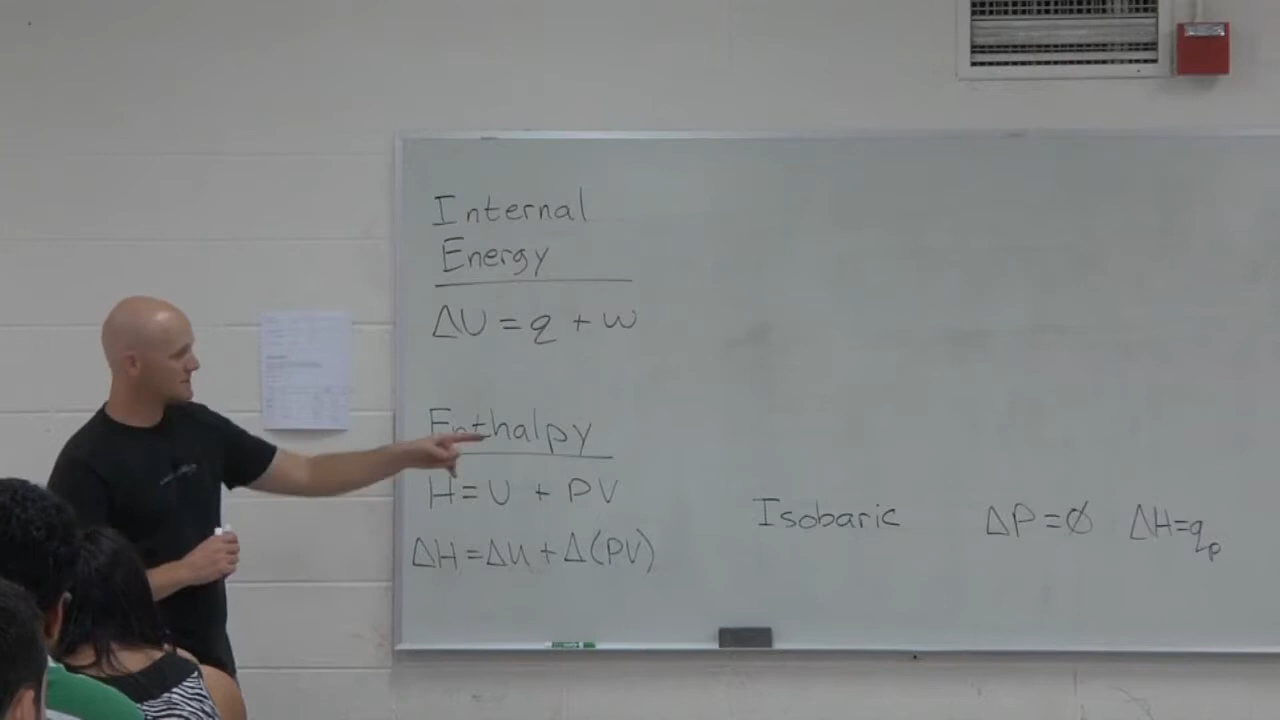 Internal
Energy
ΔU = q + w
Enthalpy
H = U + PV
ΔH = ΔU + Δ(PV)
Isobaric ΔP = ∅ ΔH = qₚ